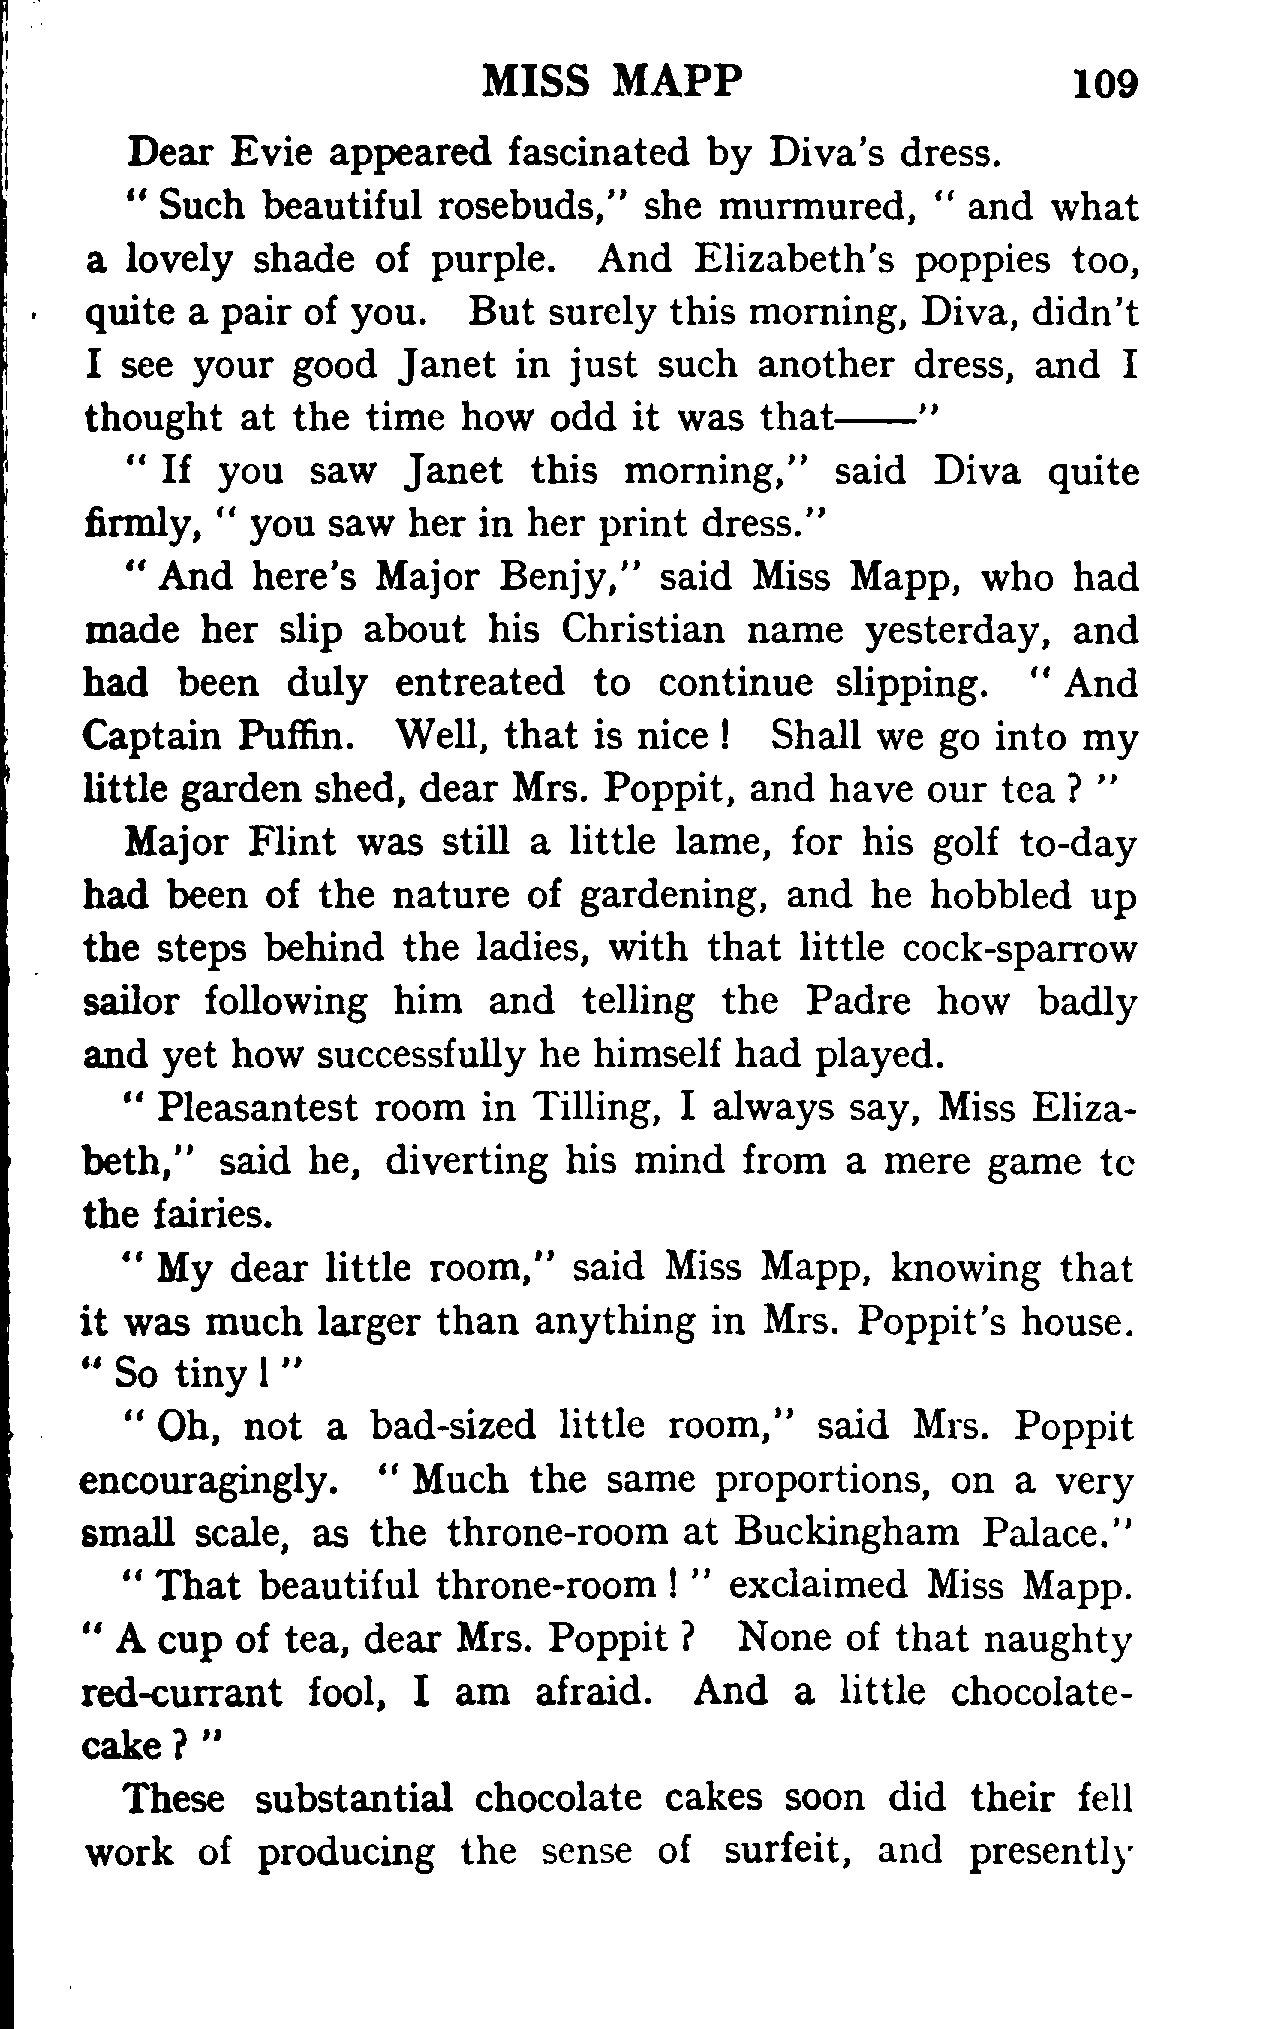 MISS MAPP 109
Dear Evie appeared fascinated by Diva's dress.
" Such beautiful rosebuds," she murmured, " and what
a lovely shade of purple. And Elizabeth's poppies too,
quite a pair of you. But surely this morning, Diva, didn't
I see your good Janet in just such another dress, and I
thought at the time how odd it was that——"
" If you saw Janet this morning," said Diva quite
firmly, " you saw her in her print dress."
" And here's Major Benjy," said Miss Mapp, who had
made her slip about his Christian name yesterday, and
had been duly entreated to continue slipping. " And
Captain Puffin. Well, that is nice ! Shall we go into my
little garden shed, dear Mrs. Poppit, and have our tea ? "
Major Flint was still a little lame, for his golf to-day
had been of the nature of gardening, and he hobbled up
the steps behind the ladies, with that little cock-sparrow
sailor following him and telling the Padre how badly
and yet how successfully he himself had played.
" Pleasantest room in Tilling, I always say, Miss Eliza-
beth," said he, diverting his mind from a mere game to
the fairies.
" My dear little room," said Miss Mapp, knowing that
it was much larger than anything in Mrs. Poppit's house.
" So tiny ! "
" Oh, not a bad-sized little room," said Mrs. Poppit
encouragingly. " Much the same proportions, on a very
small scale, as the throne-room at Buckingham Palace."
" That beautiful throne-room ! " exclaimed Miss Mapp.
" A cup of tea, dear Mrs. Poppit ? None of that naughty
red-currant fool, I am afraid. And a little chocolate-
cake ? "
These substantial chocolate cakes soon did their fell
work of producing the sense of surfeit, and presently